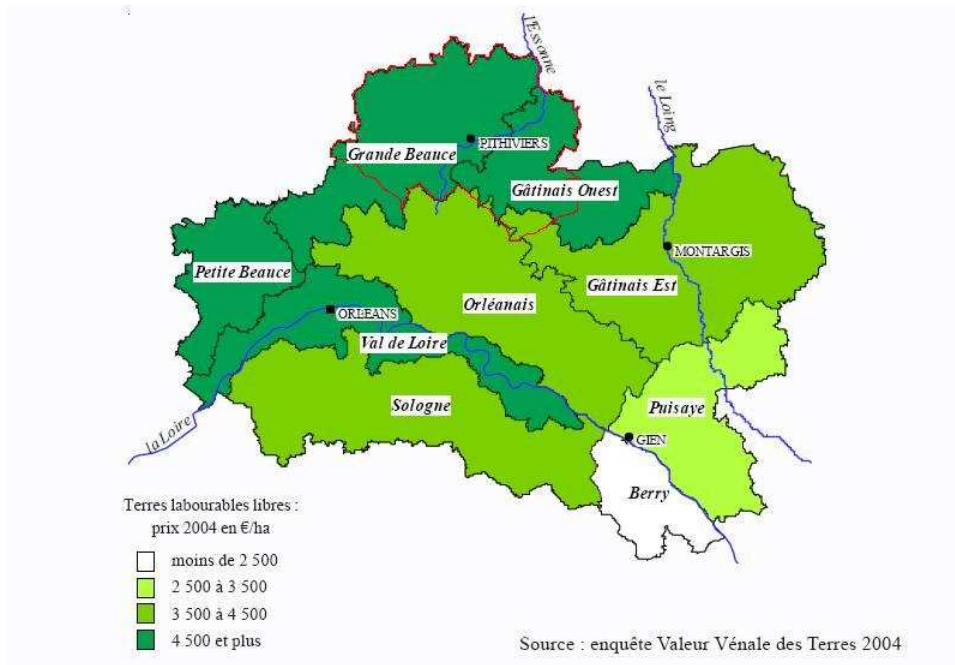 l'Essonne
le Loing
PITHIVIERS
Grande Beauce
Gâtinais Ouest
MONTARGIS
Petite Beauce
Gâtinais Est
Orléanais
ORLEANS
Val de Loire
Sologne
Puisaye
la Loire
GIEN
Berry
Terres labourables libres :
prix 2004 en €/ha
moins de 2 500
2 500 à 3 500
3 500 à 4 500
4 500 et plus
Source : enquête Valeur Vénale des Terres 2004